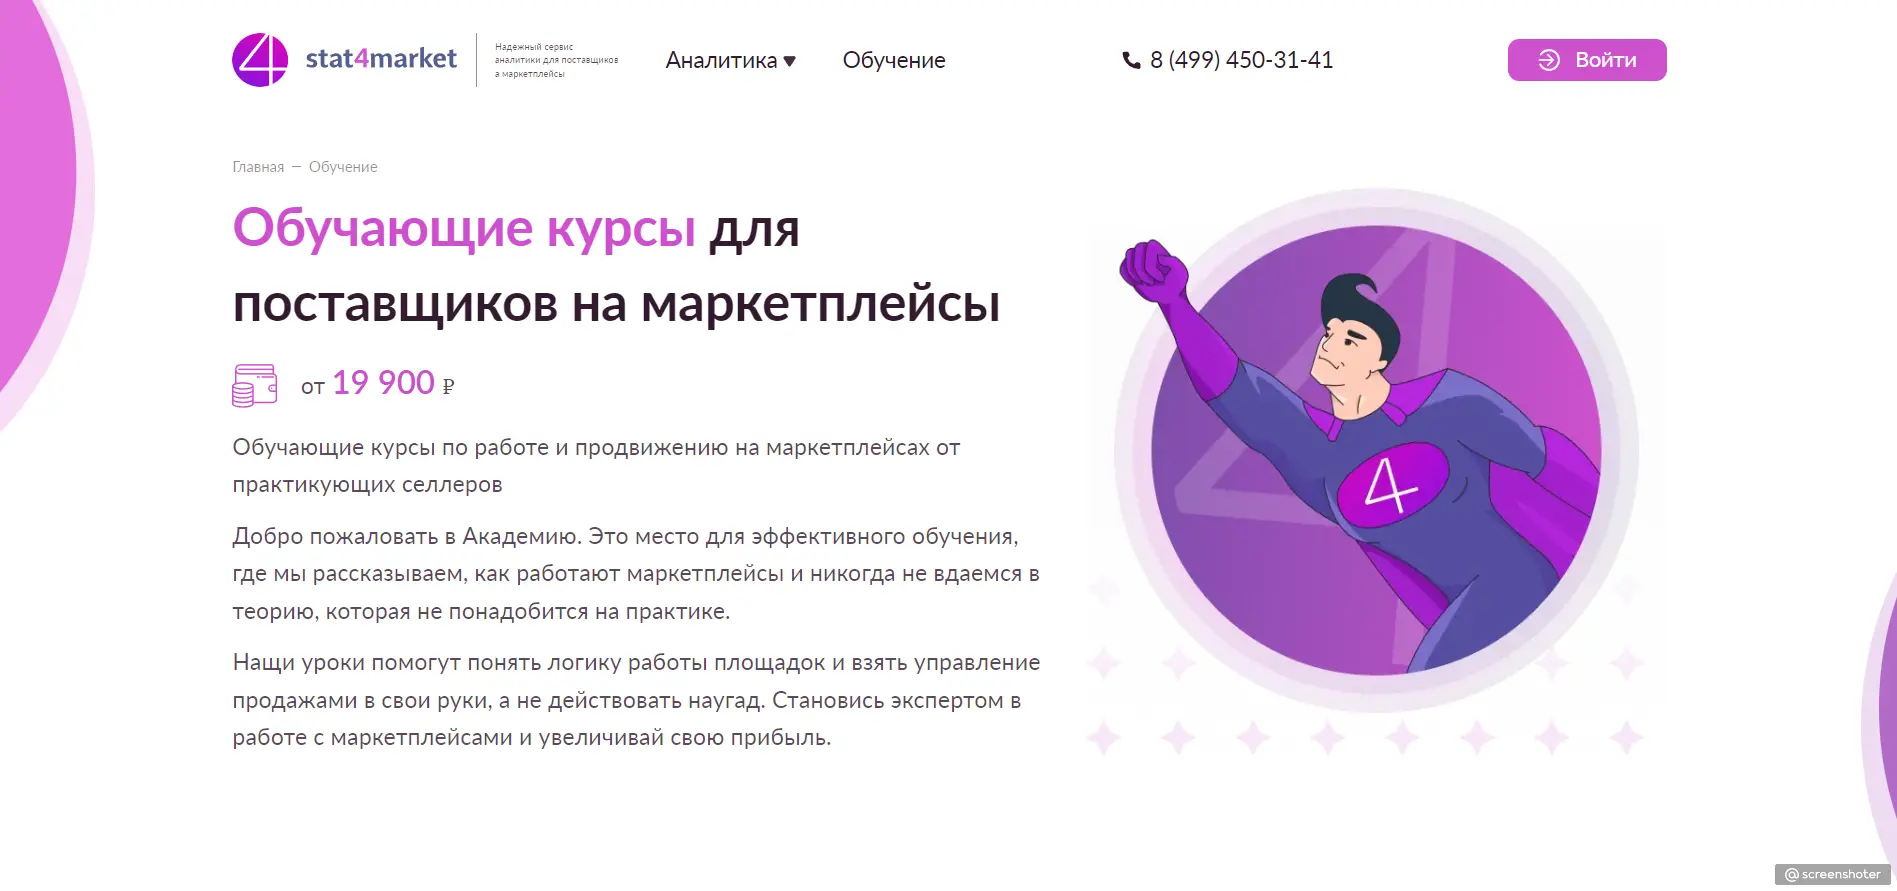 4
stat4market
Надежный сервис
аналитики для поставщиков
а маркетплейсы
Аналитика
Обучение
8 (499) 450-31-41
Войти
Главная — Обучение
Обучающие курсы для
поставщиков на маркетплейсы
от 19 900 ₽
Обучающие курсы по работе и продвижению на маркетплейсах от
практикующих селлеров
Добро пожаловать в Академию. Это место для эффективного обучения,
где мы рассказываем, как работают маркетплейсы и никогда не вдаемся в
теорию, которая не понадобится на практике.
Нащи уроки помогут понять логику работы площадок и взять управление
продажами в свои руки, а не действовать наугад. Становись экспертом в
работе с маркетплейсами и увеличивай свою прибыль.
4
@screenshoter